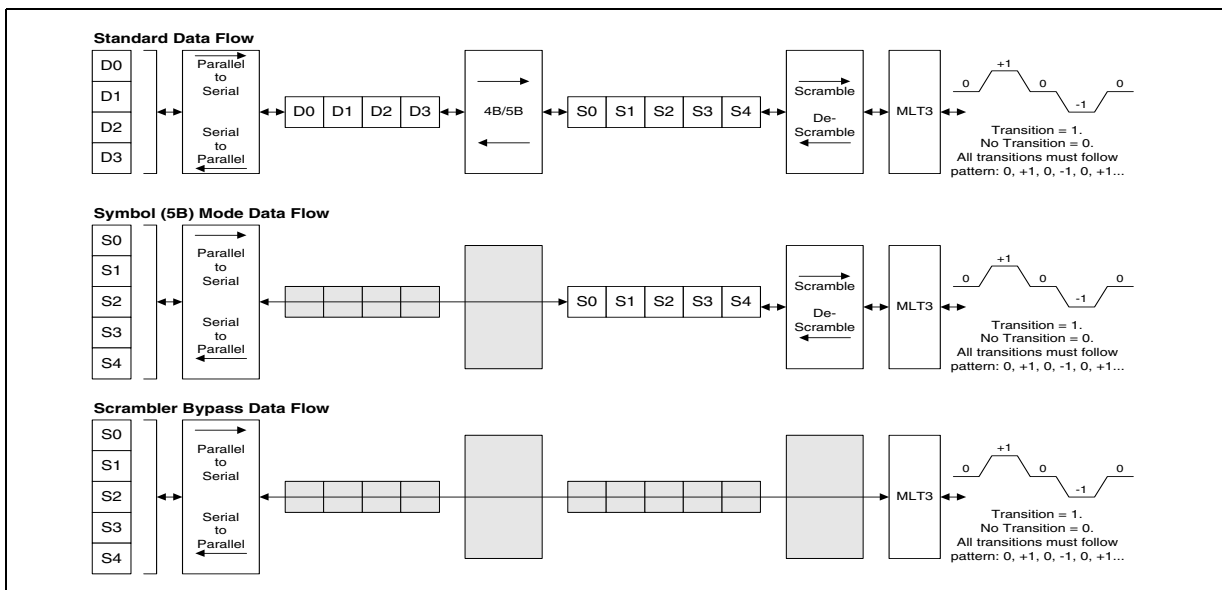 Standard Data Flow
D0
D1
D2
D3
Parallel
to
Serial
Serial
to
Parallel
D0 D1 D2 D3
4B/5B
S0 S1 S2 S3 S4
Scramble
De-
Scramble
MLT3
0 +1 0 -1 0
Transition = 1.
No Transition = 0.
All transitions must follow
pattern: 0, +1, 0, -1, 0, +1...
Symbol (5B) Mode Data Flow
S0
S1
S2
S3
S4
Parallel
to
Serial
Serial
to
Parallel
S0 S1 S2 S3 S4
Scramble
De-
Scramble
MLT3
0 +1 0 -1 0
Transition = 1.
No Transition = 0.
All transitions must follow
pattern: 0, +1, 0, -1, 0, +1...
Scrambler Bypass Data Flow
S0
S1
S2
S3
S4
Parallel
to
Serial
Serial
to
Parallel
MLT3
0 +1 0 -1 0
Transition = 1.
No Transition = 0.
All transitions must follow
pattern: 0, +1, 0, -1, 0, +1...